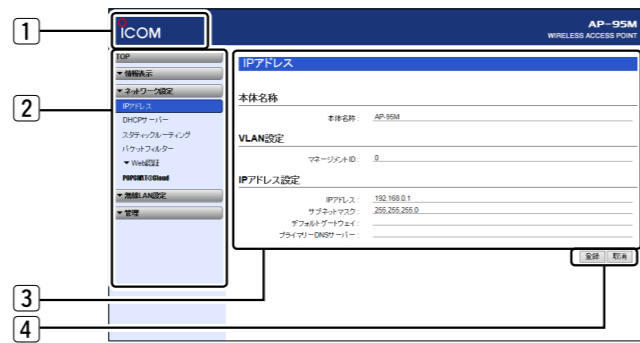 1
ICOM
AP-95M
WIRELESS ACCESS POINT
2
TOP
▼情報表示
▼ネットワーク設定
IPアドレス
DHCPサーバー
スタティックルーティング
パケットフィルター
▼Web認証
POPCHAT@Cloud
▼無線LAN設定
▼管理
IPアドレス
本体名称
本体名称: AP-95M
VLAN設定
マネージメントID: 0
IPアドレス設定
IPアドレス: 192.168.0.1
サブネットマスク: 255.255.255.0
デフォルトゲートウェイ:
プライマリーDNSサーバー:
登録 取消
3
4